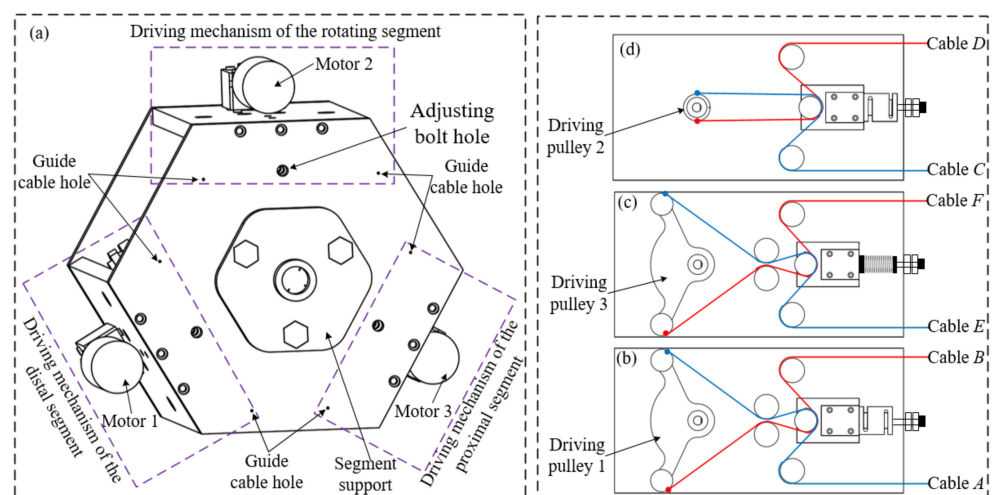 (a)
Driving mechanism of the rotating segment
Motor 2
Adjusting
bolt hole
Guide
cable hole
Guide
cable hole
Driving mechanism of the
distal segment
Motor 1
Guide
cable hole
Segment
support
Motor 3
Driving mechanism of the
proximal segment
(d)
Cable D
Driving
pulley 2
Cable C
(c)
Cable F
Driving
pulley 3
Cable E
(b)
Cable B
Driving
pulley 1
Cable A